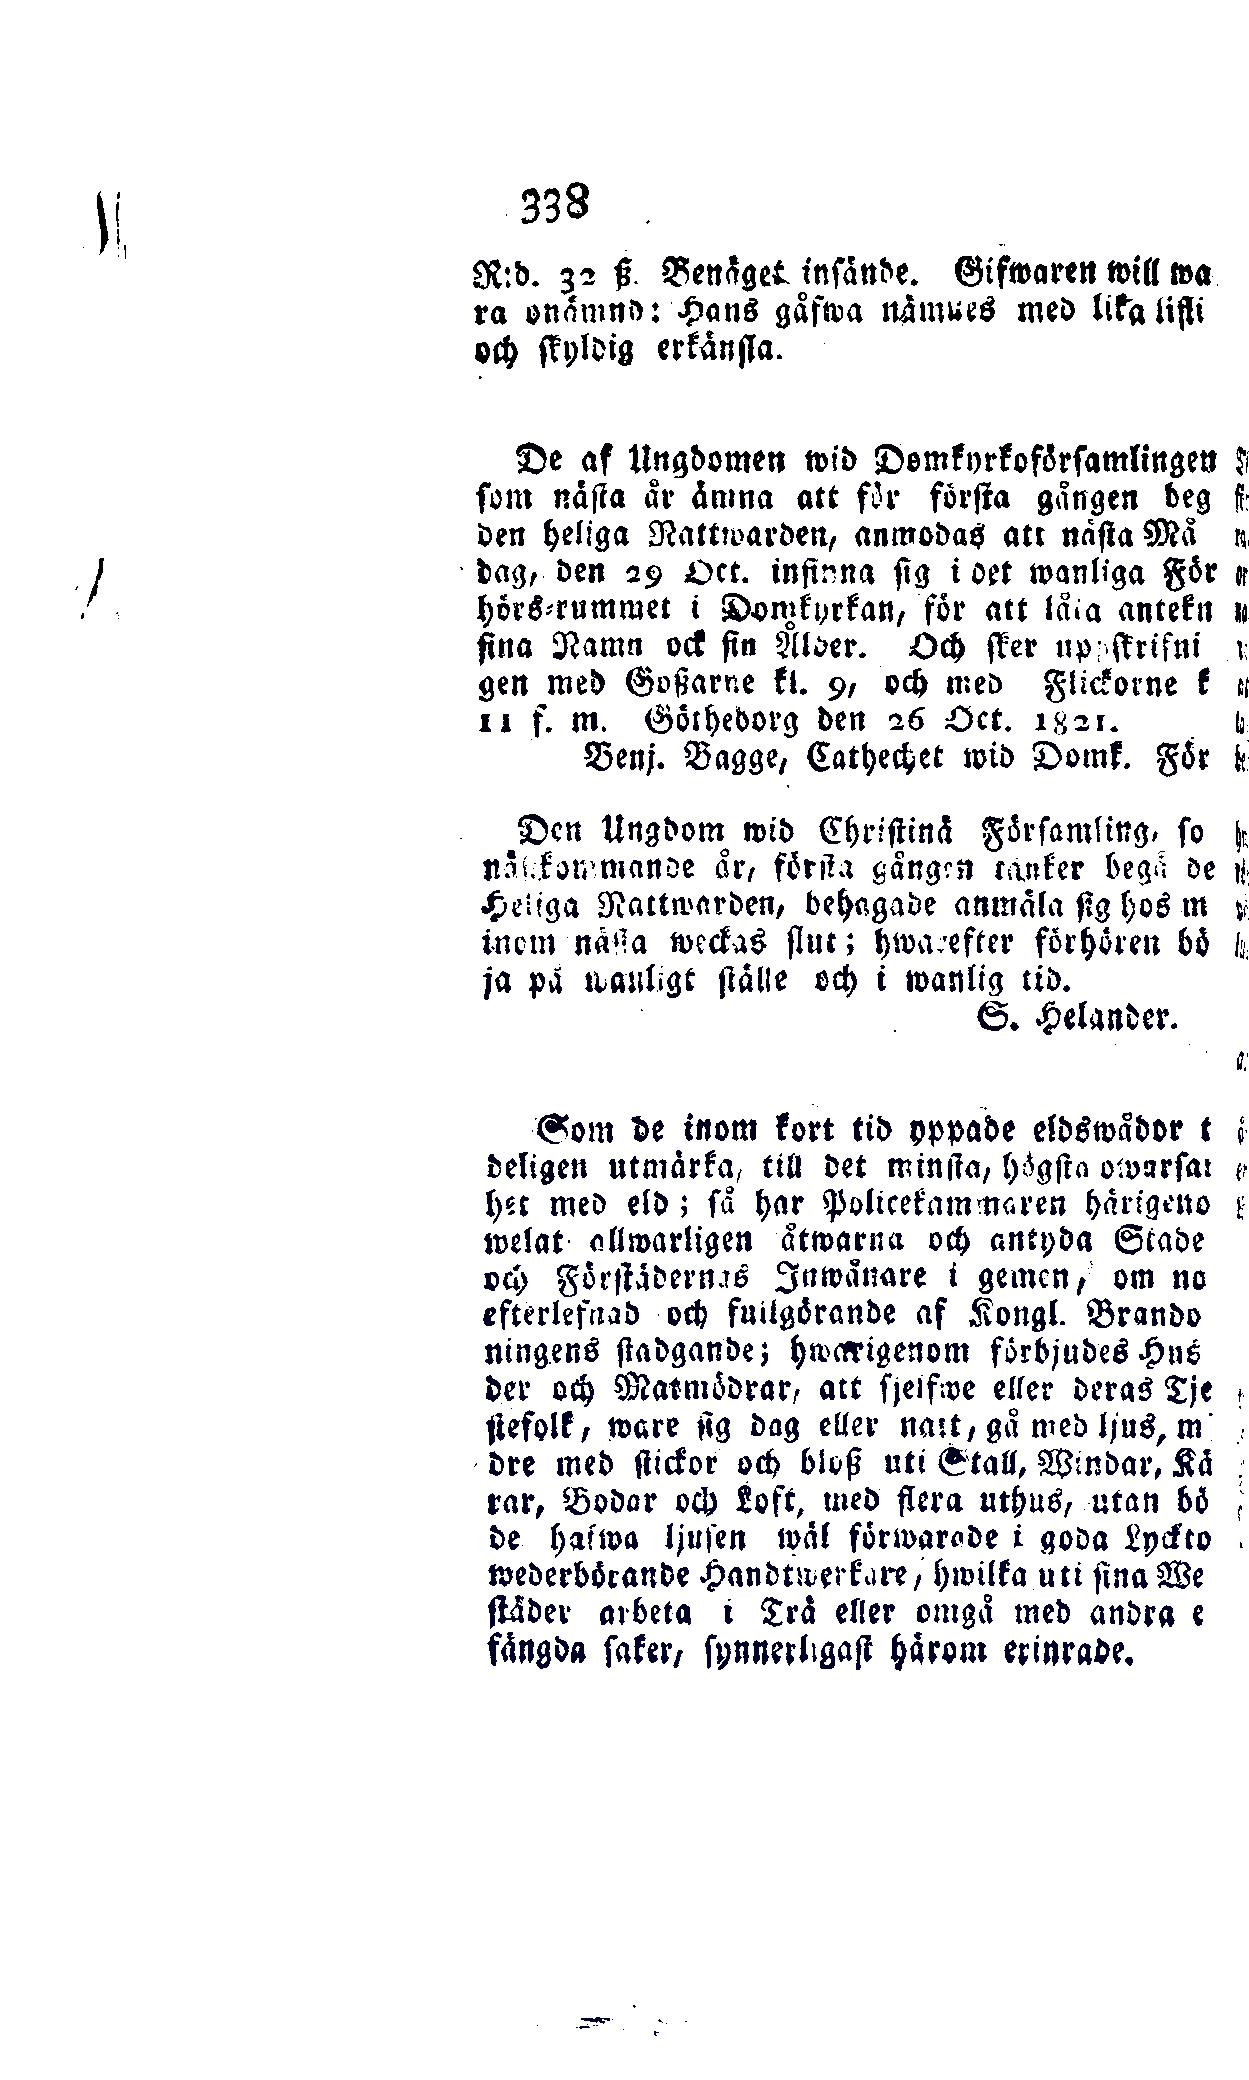 338
R:d. 32 ß. Benäget insände. Gifwaren will wa
ra onämnd: Hans gåfwa nämnes med lika lifli
och skyldig erkänsla.
De af Ungdomen wid Domkyrkoförsamlingen
som nästa år ämna att för första gången beg
den heliga Nattwarden, anmodas att nästa Må
dag, den 29 Oct. infinna sig i det wanliga För
hörs-rummet i Domkyrkan, för att låta antekn
sina Namn ock sin Ålder. Och sker uppskrifni
gen med Goßarne kl. 9, och med Flickorne k
11 f. m. Götheborg den 26 Oct. 1821.
Benj. Bagge, Cathechet wid Domk. För
Den Ungdom wid Christinä Församling, so
nästkommande år, första gången tänker begå de
Heliga Nattwarden, behagade anmäla sig hos m
inom nästa weckas slut; hwarefter förhören bö
ja på wanligt ställe och i wanlig tid.
S. Helander.
Som de inom kort tid yppade eldswådor t
deligen utmärka, till det minsta, högsta owarsat
het med eld; så har Policekammaren härigeno
welat allwarligen åtwarna och antyda Stade
och Förstädernas Inwånare i gemen, om no
efterlefnad och fullgörande af Kongl. Brando
ningens stadgande; hwarigenom förbjudes Hus
der och Matmödrar, att sjelfwe eller deras Tje
stefolk, ware sig dag eller natt, gå med ljus, m
dre med stickor och bloß uti Stall, Windar, Kä
rar, Bodar och Loft, med flera uthus, utan bö
de hafwa ljusen wäl förwarade i goda Lyckto
wederbörande Handtwerkare, hwilka uti sina We
städer arbeta i Trä eller omgå med andra e
fängda saker, synnerligast härom erinrade.